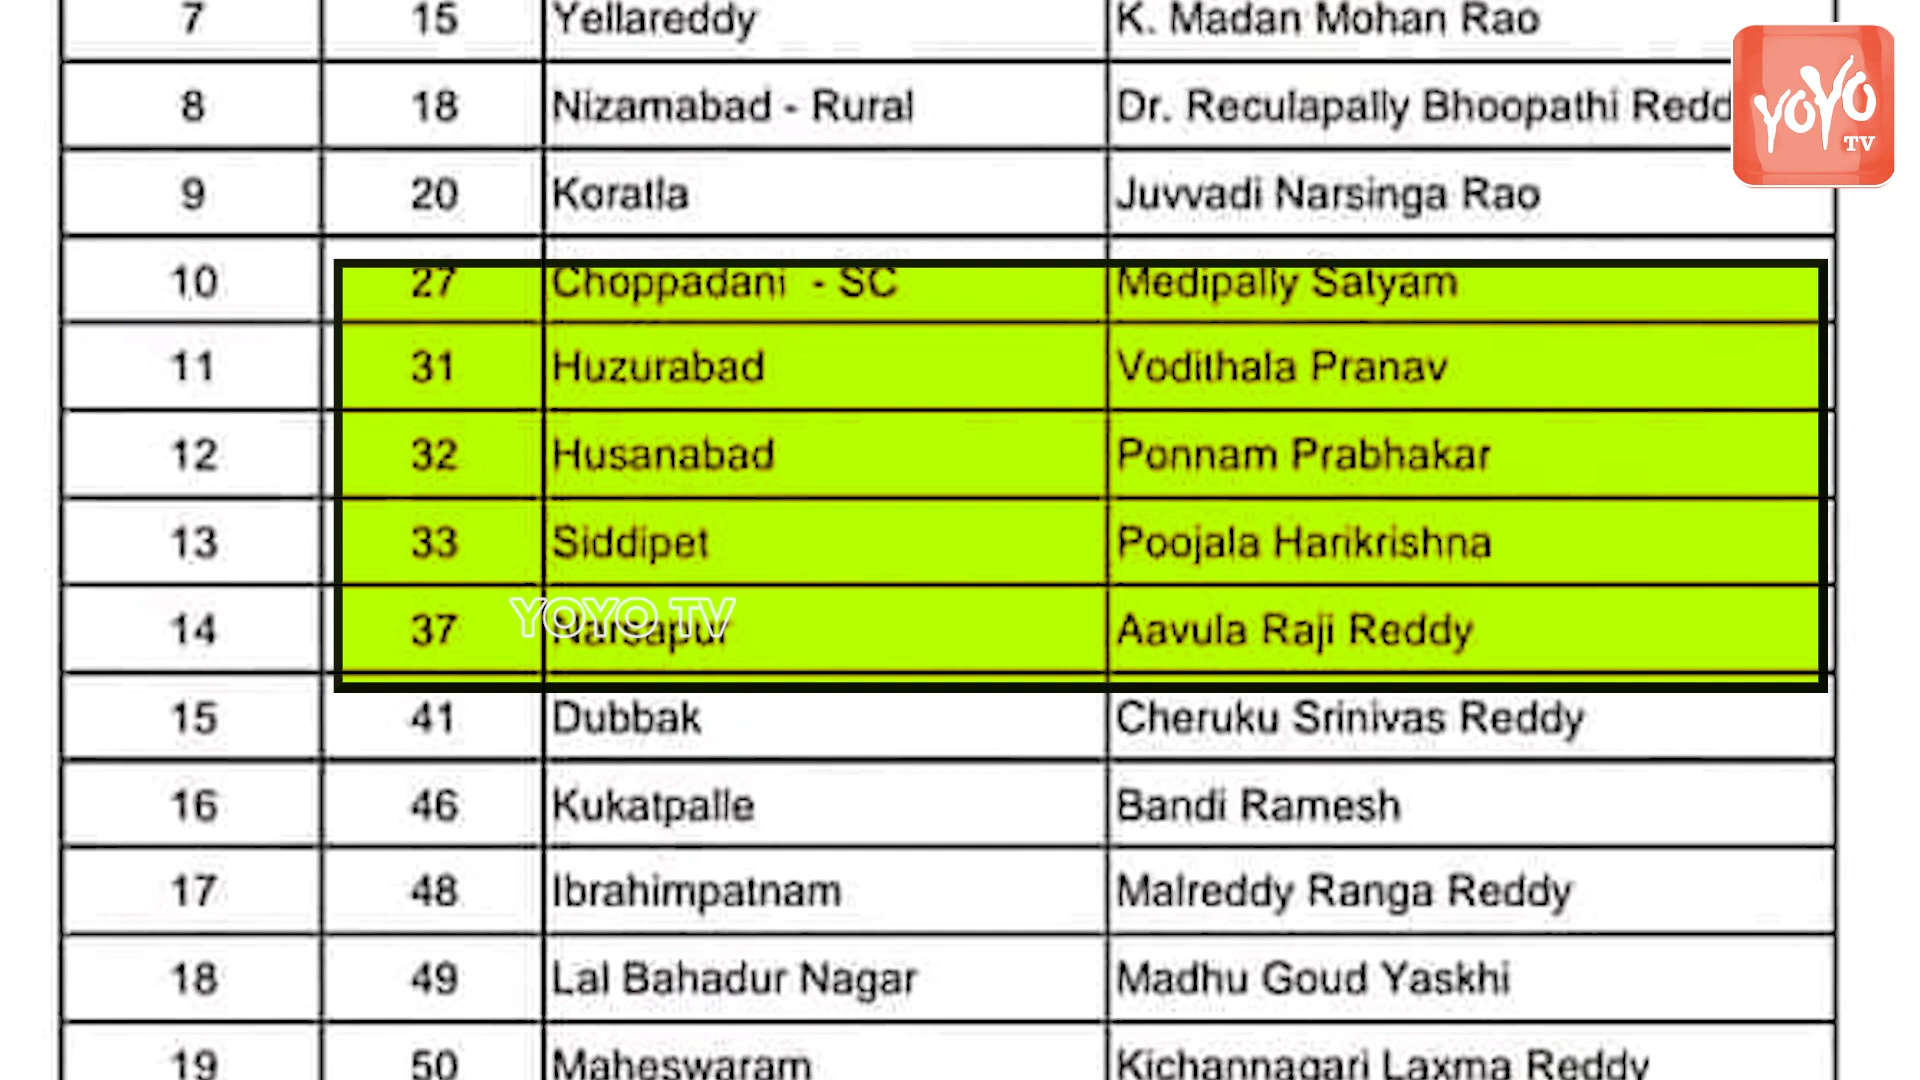 7 15 Yellareddy K. Madan Mohan Rao
8 18 Nizamabad - Rural Dr. Reculapally Bhoopathi Redd
YOYO TV
9 20 Koratla Juvvadi Narsinga Rao
10 27 Choppadani - SC Medipally Satyam
11 31 Huzurabad Vodithala Pranav
12 32 Husanabad Ponnam Prabhakar
13 33 Siddipet Poojala Harikrishna
YOYO TV
14 37 Narsapur Aavula Raji Reddy
15 41 Dubbak Cheruku Srinivas Reddy
16 46 Kukatpalle Bandi Ramesh
17 48 Ibrahimpatnam Malreddy Ranga Reddy
18 49 Lal Bahadur Nagar Madhu Goud Yaskhi
19 50 Maheswaram Kichannagari Laxma Reddy